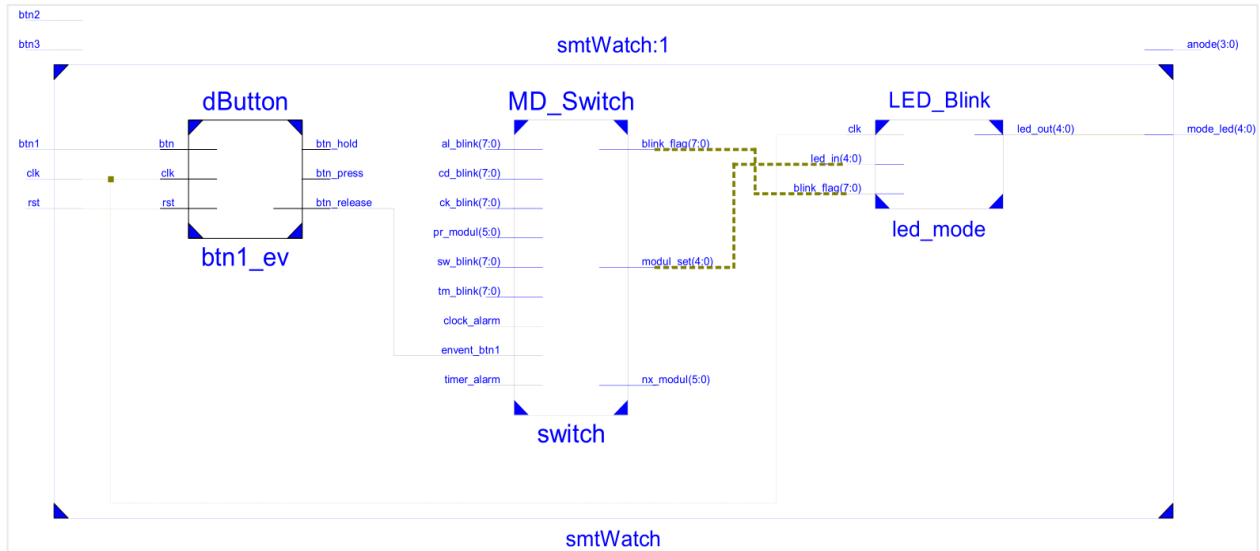 btn2
btn3
smtWatch:1
anode(3:0)
dButton
MD_Switch
LED_Blink
btn1
btn
btn_hold
al_blink(7:0)
blink_flag(7:0)
clk
led_out(4:0)
mode_led(4:0)
led_in(4:0)
clk
clk
btn_press
cd_blink(7:0)
blink_flag(7:0)
rst
rst
btn_release
ck_blink(7:0)
pr_modul(5:0)
led_mode
btn1_ev
sw_blink(7:0)
modul_set(4:0)
tm_blink(7:0)
clock_alarm
envent_btn1
timer_alarm
nx_modul(5:0)
switch
smtWatch